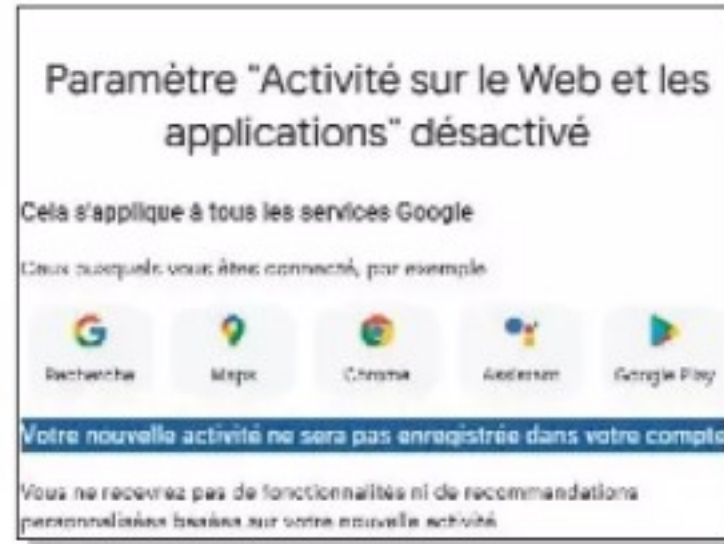 Paramètre "Activité sur le Web et les
applications" désactivé
Cela s'applique à tous les services Google
Ceux auxquels vous êtes connecté, par exemple
Recherche Maps Chrome Assistant Google Play
Votre nouvelle activité ne sera pas enregistrée dans votre compte
Vous ne recevrez pas de fonctionnalités ni de recommandations
personnalisées basées sur votre nouvelle activité